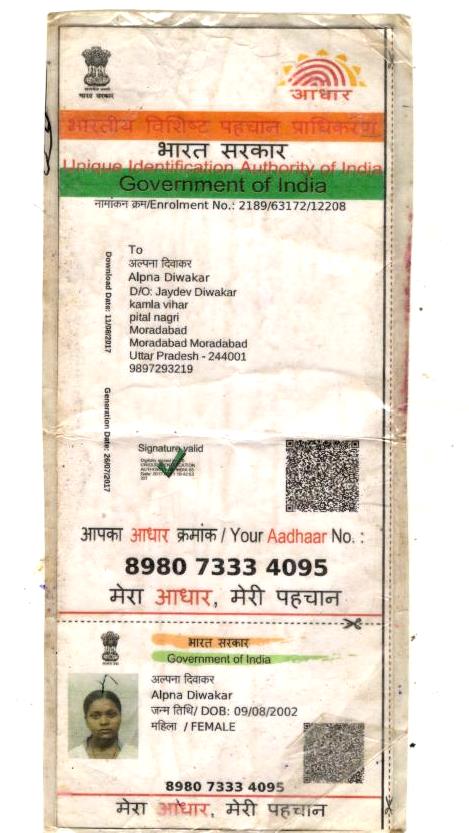 भारत सरकार
आधार
भारतीय विशिष्ट पहचान प्राधिकरण
भारत सरकार
Unique Identification Authority of India
Government of India
नामांकन क्रम/Enrolment No.: 2189/63172/12208
Download Date: 11/08/2017
Generation Date: 26/07/2017
To
अल्पना दिवाकर
Alpna Diwakar
D/O: Jaydev Diwakar
kamla vihar
pital nagri
Moradabad
Moradabad Moradabad
Uttar Pradesh - 244001
9897293219
Signature valid
आपका आधार क्रमांक / Your Aadhaar No. :
8980 7333 4095
मेरा आधार, मेरी पहचान
भारत सरकार
Government of India
अल्पना दिवाकर
Alpna Diwakar
जन्म तिथि/ DOB: 09/08/2002
महिला / FEMALE
8980 7333 4095
मेरा आधार, मेरी पहचान